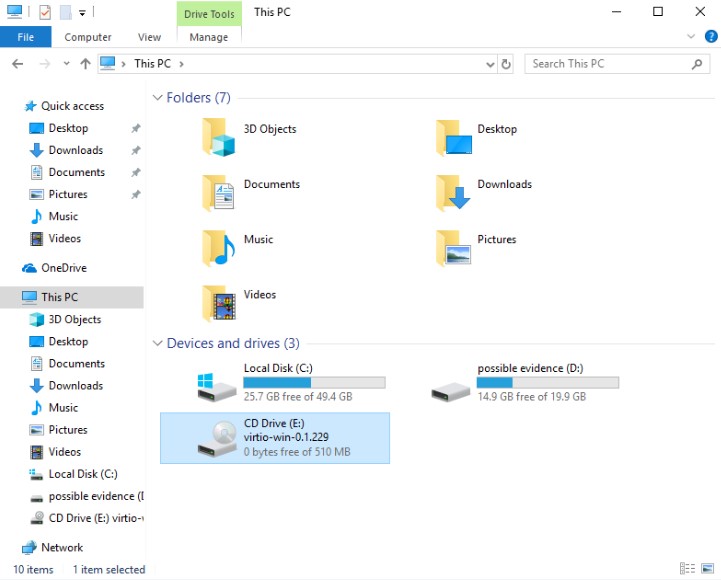 Drive Tools
This PC
File
Computer
View
Manage
This PC
Search This PC
Quick access
Desktop
Downloads
Documents
Pictures
Music
Videos
OneDrive
This PC
3D Objects
Desktop
Documents
Downloads
Music
Pictures
Videos
Local Disk (C:)
possible evidence (
CD Drive (E:) virtio-
Network
Folders (7)
3D Objects
Desktop
Documents
Downloads
Music
Pictures
Videos
Devices and drives (3)
Local Disk (C:)
25.7 GB free of 49.4 GB
possible evidence (D:)
14.9 GB free of 19.9 GB
CD Drive (E:)
virtio-win-0.1.229
0 bytes free of 510 MB
10 items
1 item selected